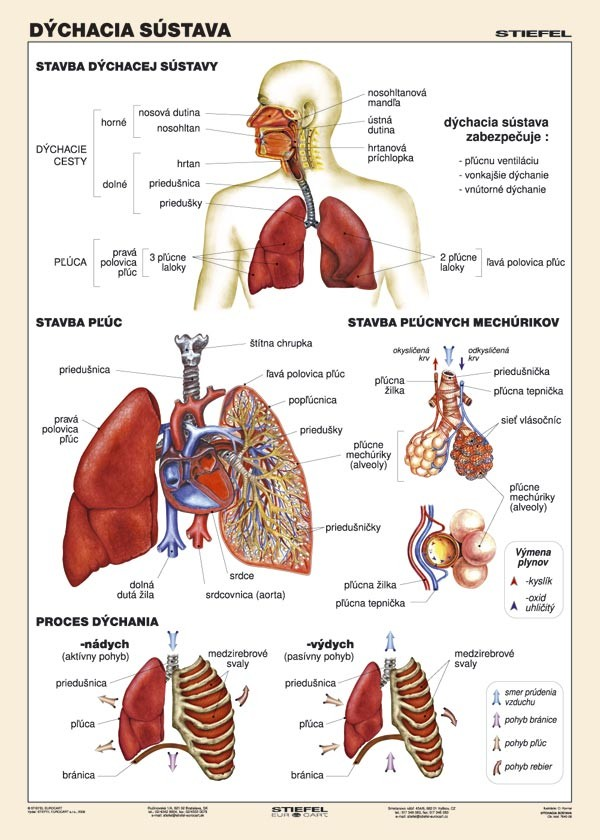 DÝCHACIA SÚSTAVA
STIEFEL
STAVBA DÝCHACEJ SÚSTAVY
DÝCHACIE
CESTY
horné
dolné
nosová dutina
nosohltan
hrtan
priedušnica
priedušky
nosohltanová
mandľa
ústná
dutina
hrtanová
príchlopka
dýchacia sústava
zabezpečuje :
- pľúcnu ventiláciu
- vonkajšie dýchanie
- vnútorné dýchanie
PĽÚCA
pravá
polovica
pľúc
3 pľúcne
laloky
2 pľúcne
laloky
ľavá polovica pľúc
STAVBA PĽÚC
štítna chrupka
priedušnica
ľavá polovica pľúc
popľúcnica
pravá
polovica
pľúc
priedušky
pľúcne
mechúriky
(alveoly)
priedušničky
srdce
srdcovnica (aorta)
dolná
dutá žila
STAVBA PĽÚCNYCH MECHÚRIKOV
okysličená
krv
odkysličená
krv
priedušnička
pľúcna
žilka
pľúcna tepnička
sieť vlásočníc
pľúcne
mechúriky
(alveoly)
pľúcna žilka
pľúcna tepnička
Výmena
plynov
-kyslík
-oxid
uhličitý
PROCES DÝCHANIA
-nádych
(aktívny pohyb)
medzirebrové
svaly
priedušnica
pľúca
bránica
-výdych
(pasívny pohyb)
medzirebrové
svaly
priedušnica
pľúca
bránica
smer prúdenia
vzduchu
pohyb bránice
pohyb pľúc
pohyb rebier
STIEFEL
EUROCART